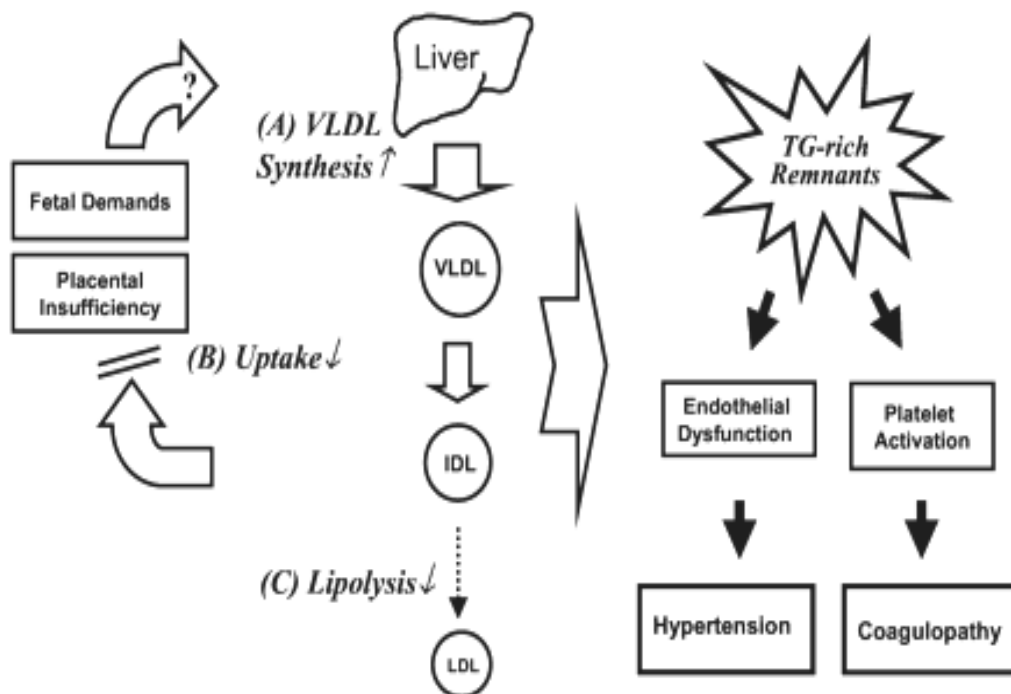 ?
Liver
(A) VLDL
Synthesis↑
Fetal Demands
Placental
Insufficiency
(B) Uptake↓
VLDL
IDL
(C) Lipolysis↓
LDL
TG-rich
Remnants
Endothelial
Dysfunction
Platelet
Activation
Hypertension
Coagulopathy